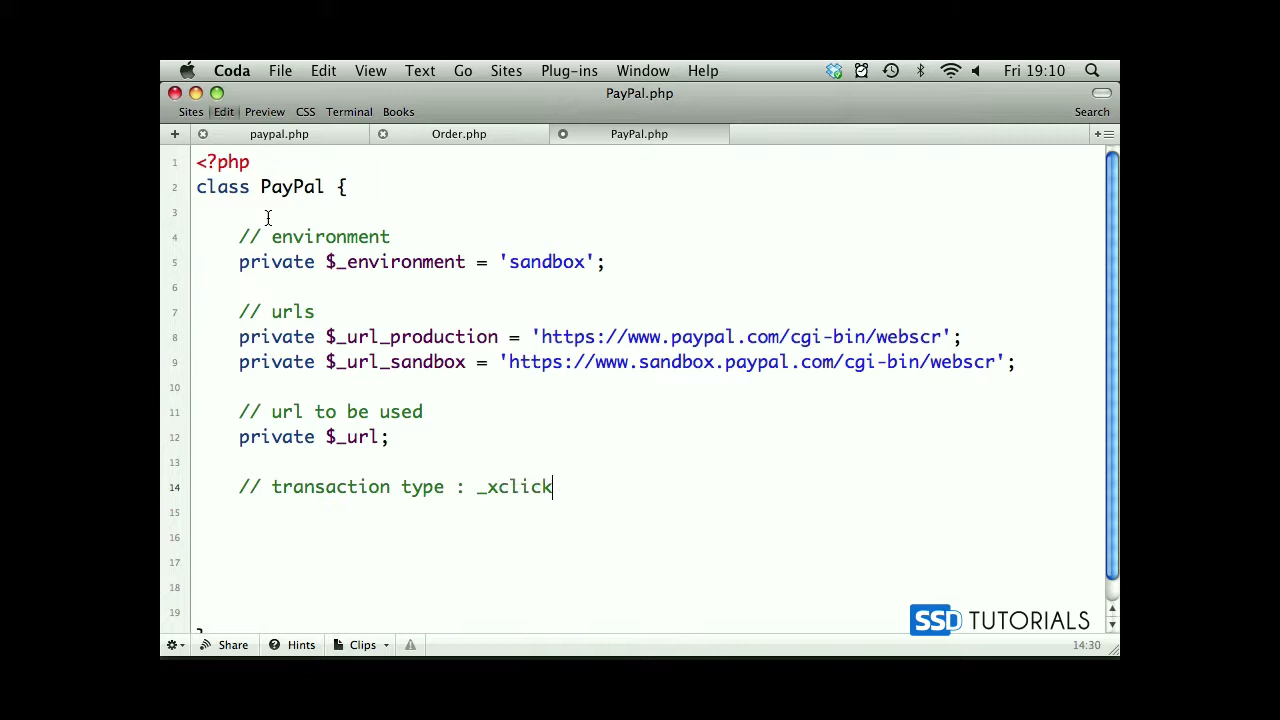 Coda File Edit View Text Go Sites Plug-ins Window Help Fri 19:10
PayPal.php
Sites Edit Preview CSS Terminal Books Search
paypal.php Order.php PayPal.php
1 <?php
2 class PayPal {
3
4 // environment
5 private $_environment = 'sandbox';
6
7 // urls
8 private $_url_production = 'https://www.paypal.com/cgi-bin/webscr';
9 private $_url_sandbox = 'https://www.sandbox.paypal.com/cgi-bin/webscr';
10
11 // url to be used
12 private $_url;
13
14 // transaction type : _xclick
15
16
17
18
19
}
SSD TUTORIALS
Share Hints Clips 14:30